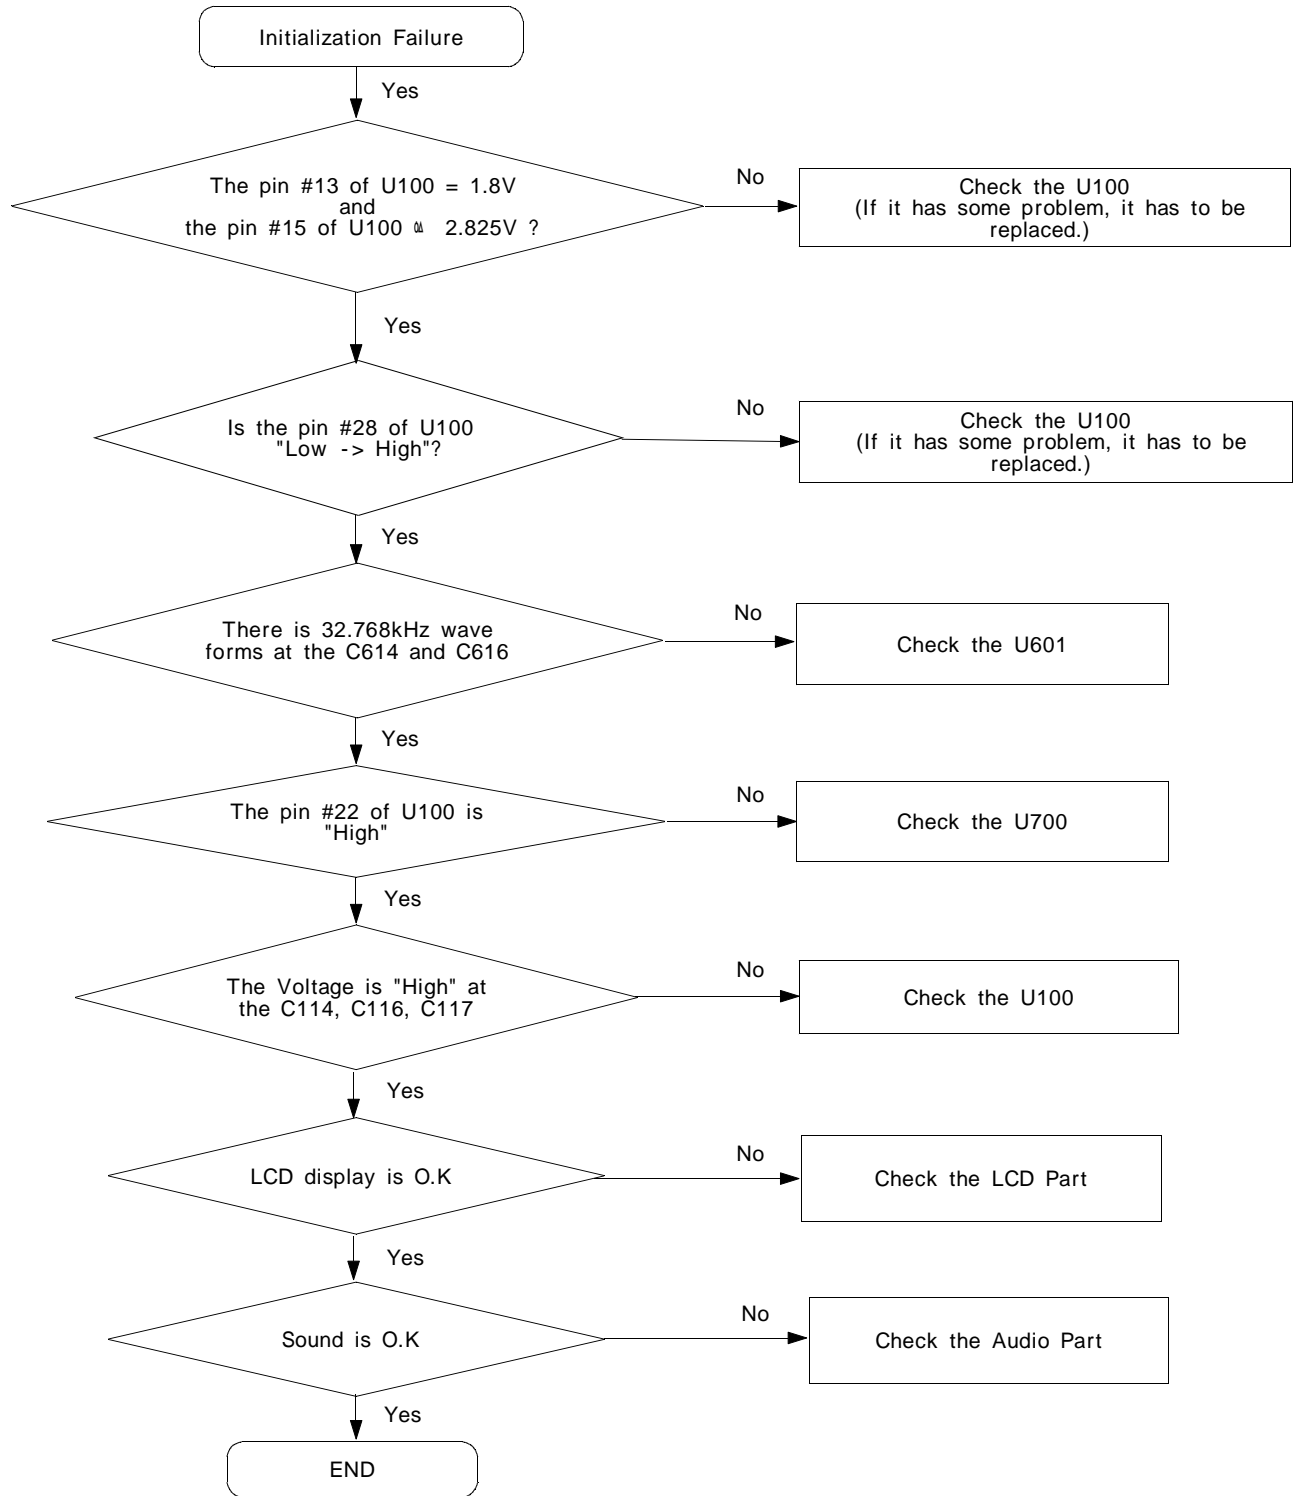 Initialization Failure
Yes
The pin #13 of U100 = 1.8V
and
the pin #15 of U100 2.825V ?
No
Check the U100
(If it has some problem, it has to be
replaced.)
Yes
Is the pin #28 of U100
"Low -> High"?
No
Check the U100
(If it has some problem, it has to be
replaced.)
Yes
There is 32.768kHz wave
forms at the C614 and C616
No
Check the U601
Yes
The pin #22 of U100 is
"High"
No
Check the U700
Yes
The Voltage is "High" at
the C114, C116, C117
No
Check the U100
Yes
LCD display is O.K
No
Check the LCD Part
Yes
Sound is O.K
No
Check the Audio Part
Yes
END